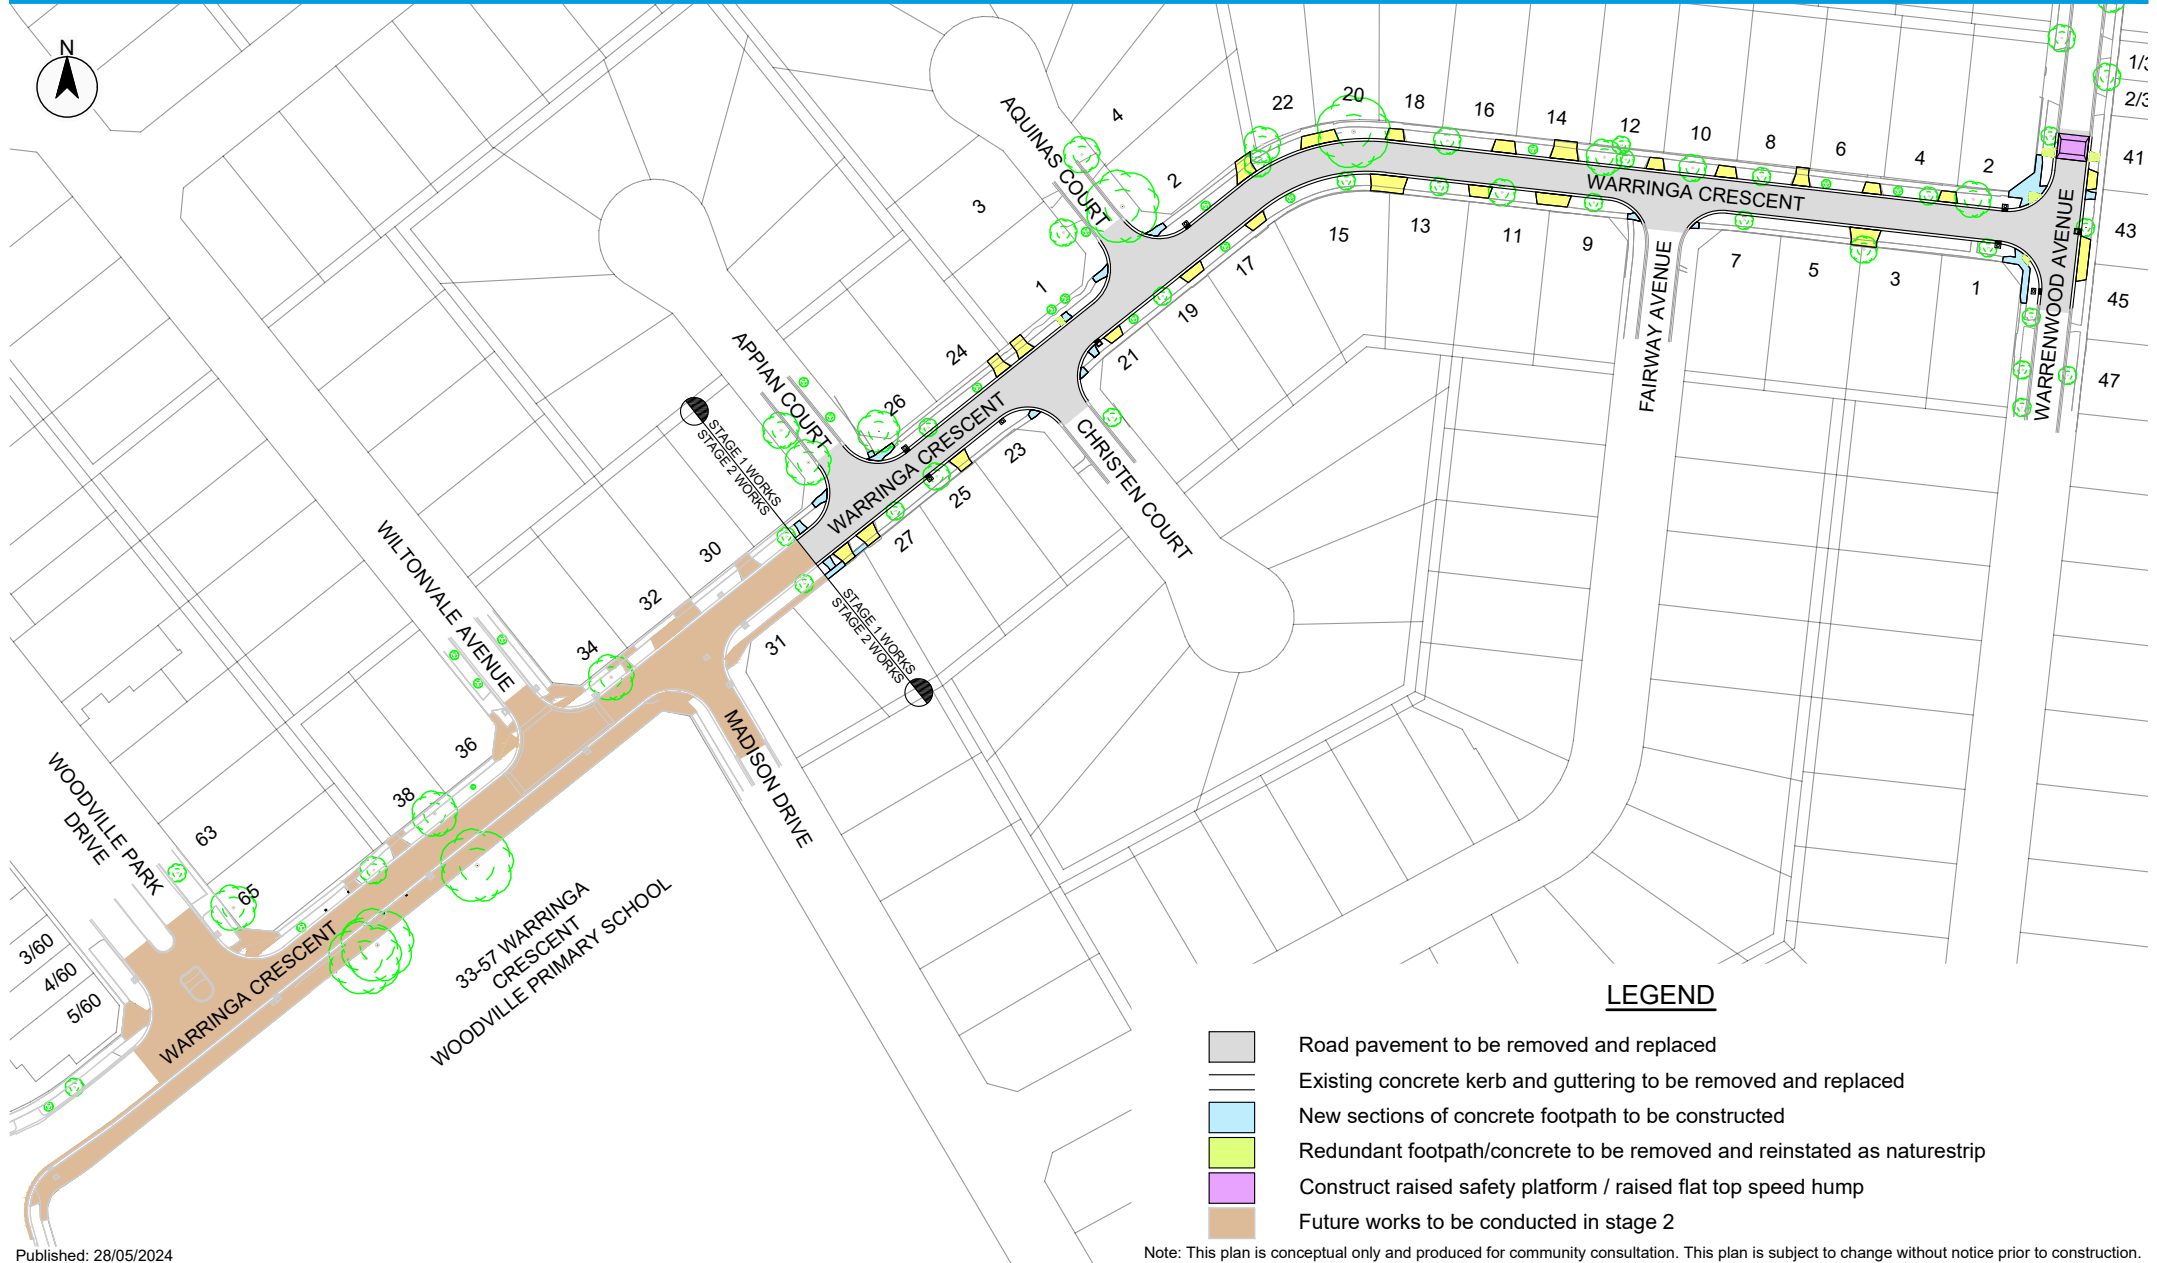 N
20
22
18
16
14
12
10
8
6
4
2
1/3
2/3
41
43
45
47
AQUINAS COURT
4
2
3
1
WARRINGA CRESCENT
WARRENWOOD AVENUE
FAIRWAY AVENUE
15
13
11
9
7
5
3
1
17
19
21
24
26
APPIAN COURT
STAGE 1 WORKS
STAGE 2 WORKS
WARRINGA CRESCENT
CHRISTEN COURT
23
25
27
30
32
34
31
STAGE 1 WORKS
STAGE 2 WORKS
WILTONVALE AVENUE
MADISON DRIVE
36
38
63
65
WOODVILLE PARK
DRIVE
3/60
4/60
5/60
WARRINGA CRESCENT
33-57 WARRINGA
CRESCENT
WOODVILLE PRIMARY SCHOOL
LEGEND
Road pavement to be removed and replaced
Existing concrete kerb and guttering to be removed and replaced
New sections of concrete footpath to be constructed
Redundant footpath/concrete to be removed and reinstated as naturestrip
Construct raised safety platform / raised flat top speed hump
Future works to be conducted in stage 2
Published: 28/05/2024
Note: This plan is conceptual only and produced for community consultation. This plan is subject to change without notice prior to construction.